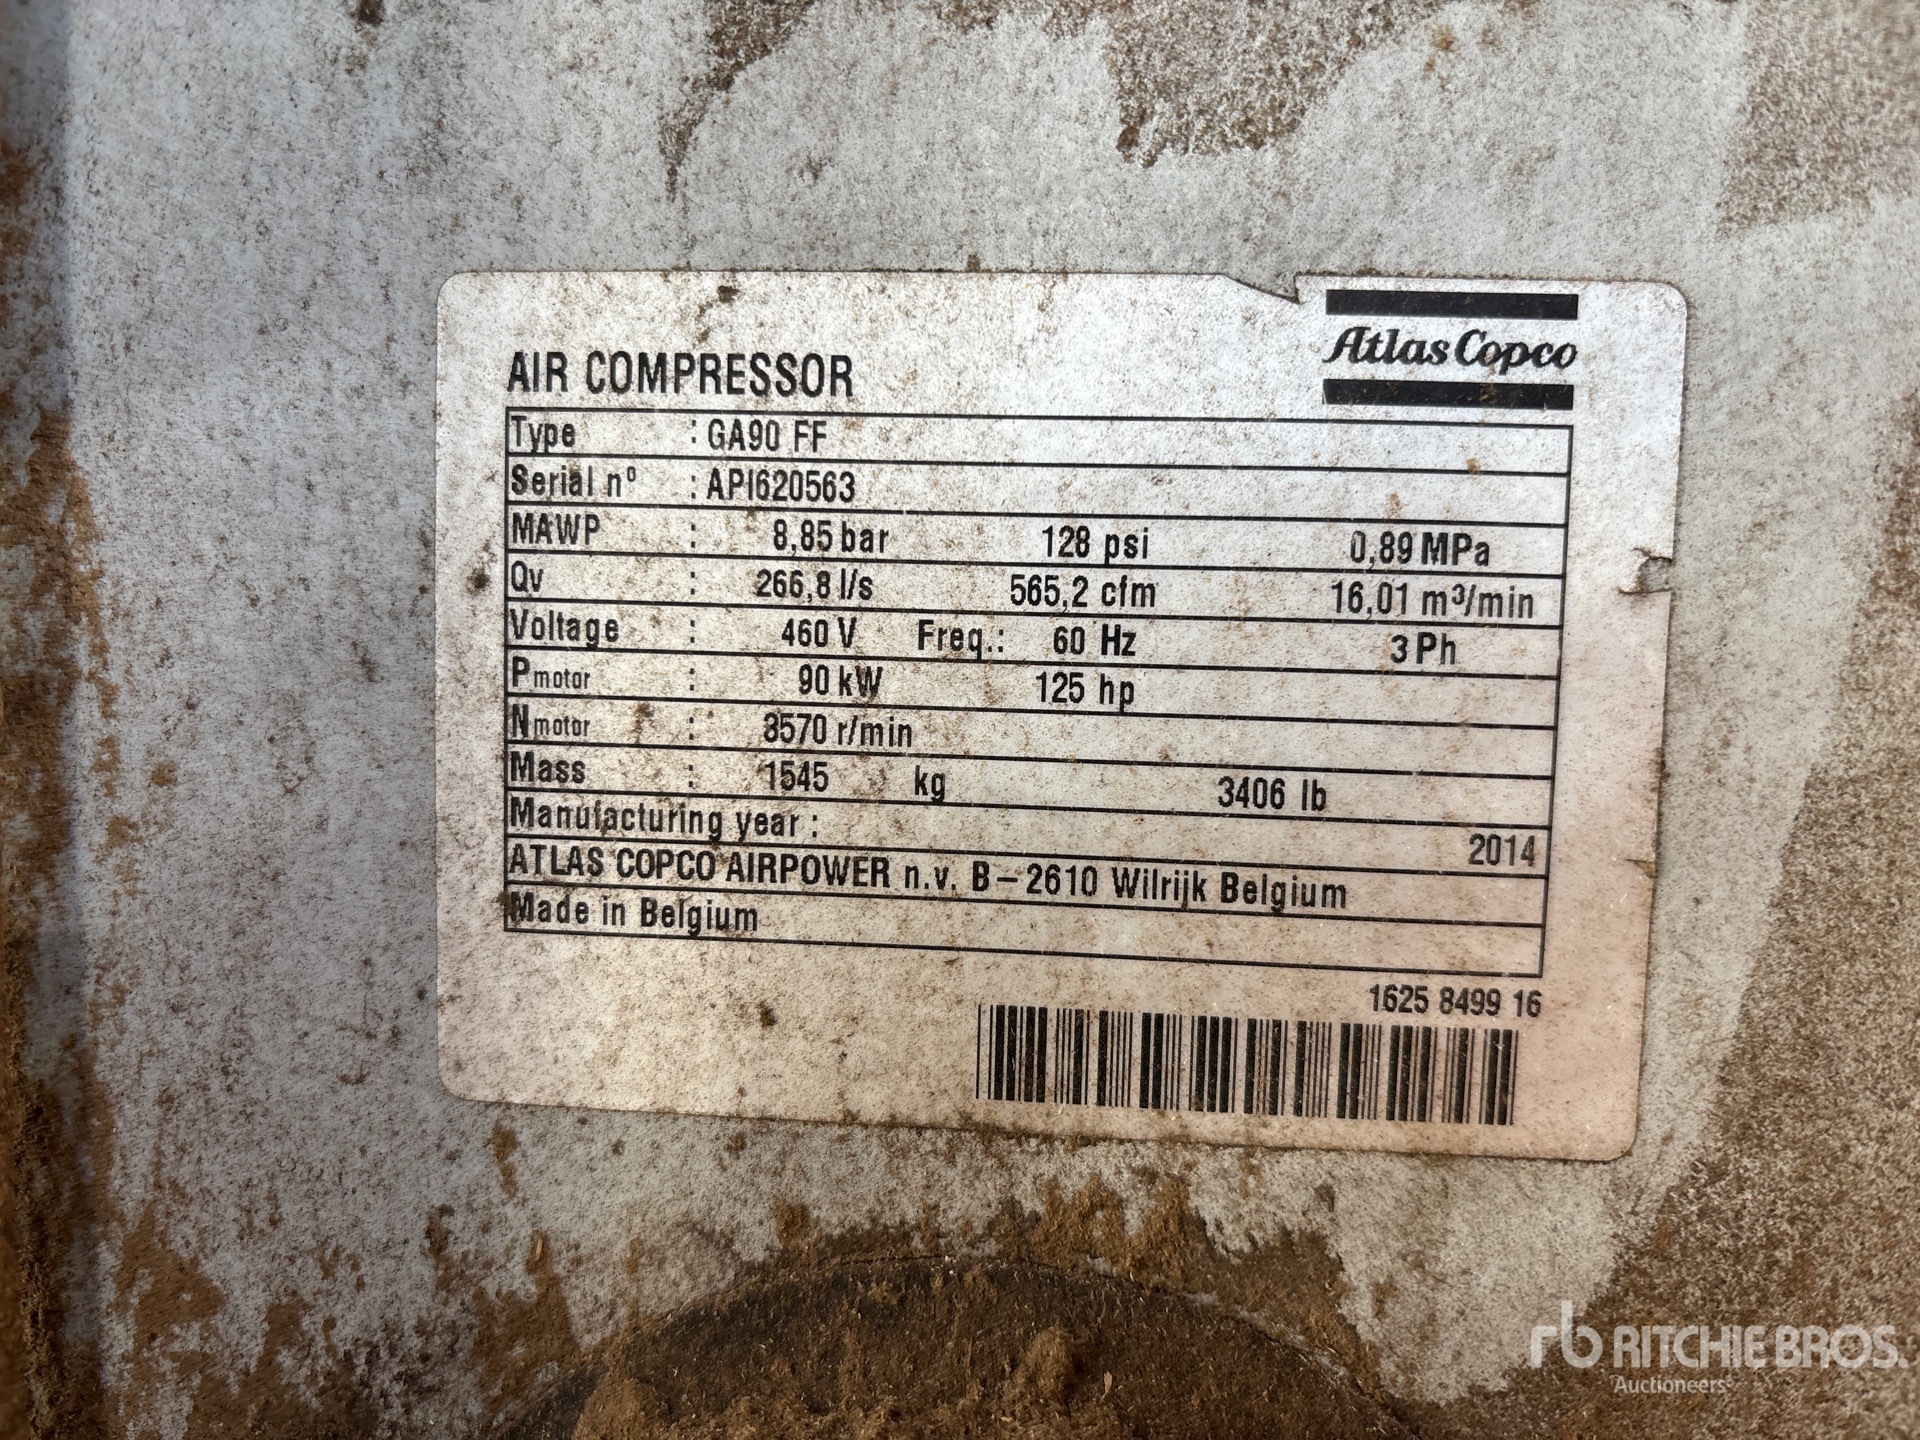 Atlas Copco
AIR COMPRESSOR
Type : GA90 FF
Serial nº : API620563
MAWP : 8,85 bar 128 psi 0,89 MPa
Qv : 266,8 l/s 565,2 cfm 16,01 m³/min
Voltage : 460 V Freq.: 60 Hz 3 Ph
Pmotor : 90 kW 125 hp
Nmotor : 3570 r/min
Mass : 1545 kg 3406 lb
Manufacturing year : 2014
ATLAS COPCO AIRPOWER n.v. B-2610 Wilrijk Belgium
Made in Belgium
1625 8499 16
rb RITCHIE BROS.
Auctioneers